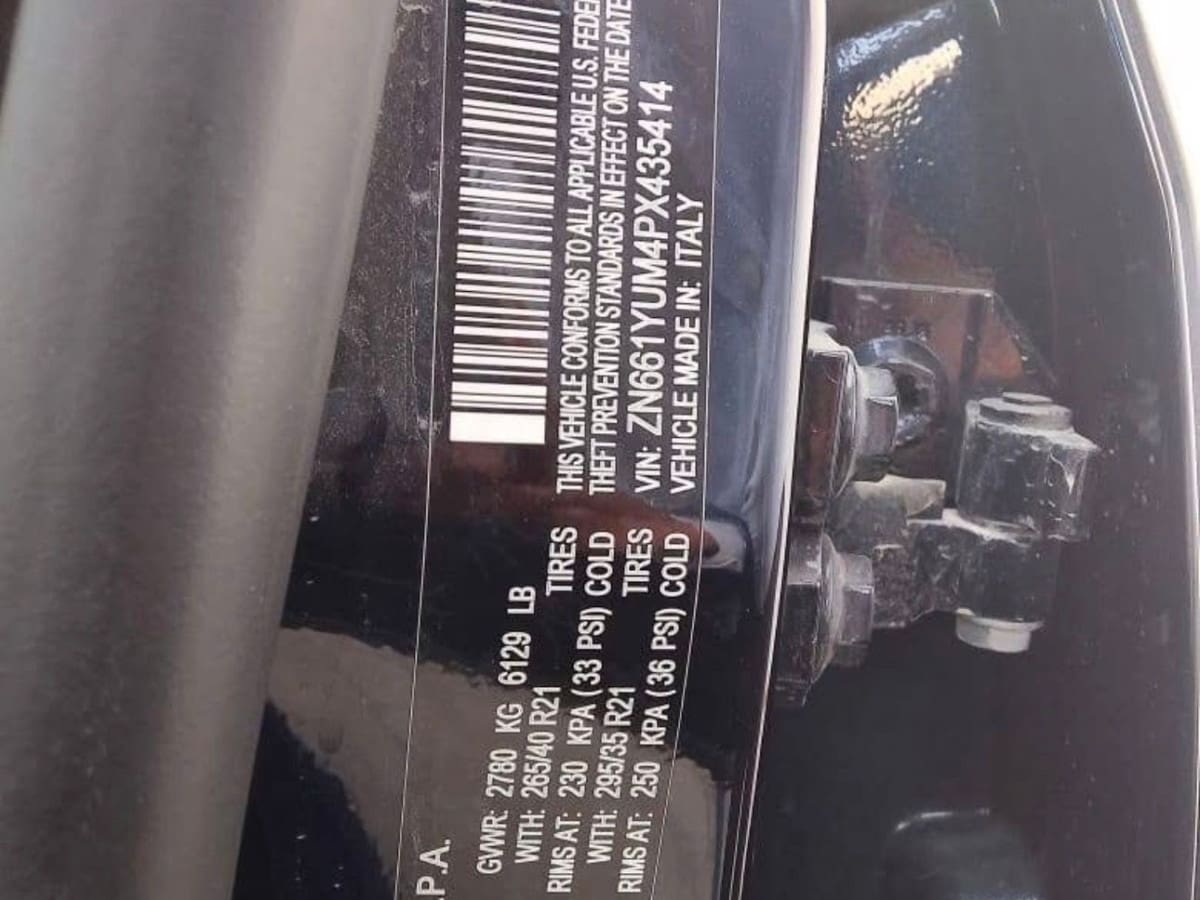 .P.A.
GVWR: 2780 KG 6129 LB
WITH: 265/40 R21 TIRES
RIMS AT: 230 KPA ( 33 PSI) COLD
WITH: 295/35 R21 TIRES
RIMS AT: 250 KPA ( 36 PSI) COLD
THIS VEHICLE CONFORMS TO ALL APPLICABLE U.S. FEDE
THEFT PREVENTION STANDARDS IN EFFECT ON THE DATE
VIN: ZN661YUM4PX435414
VEHICLE MADE IN: ITALY